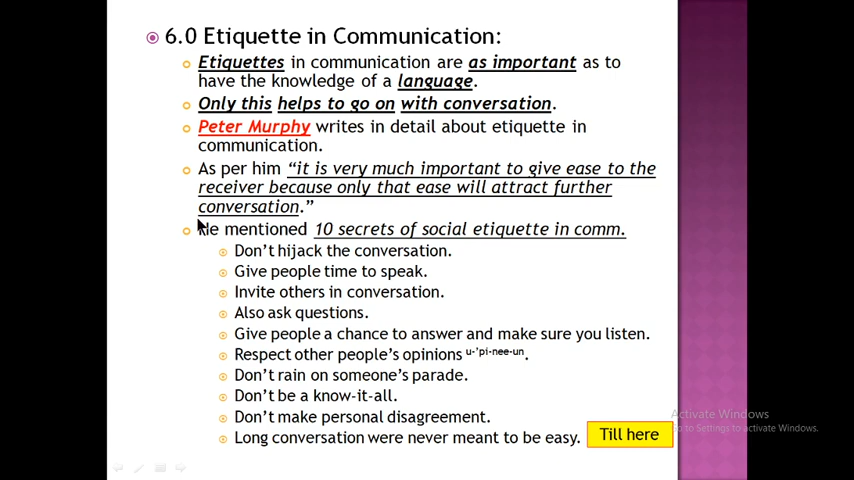 6.0 Etiquette in Communication:
Etiquettes in communication are as important as to
have the knowledge of a language.
Only this helps to go on with conversation.
Peter Murphy writes in detail about etiquette in
communication.
As per him “it is very much important to give ease to the
receiver because only that ease will attract further
conversation.”
He mentioned 10 secrets of social etiquette in comm.
Don’t hijack the conversation.
Give people time to speak.
Invite others in conversation.
Also ask questions.
Give people a chance to answer and make sure you listen.
Respect other people’s opinions u-'pi-nee-un.
Don’t rain on someone’s parade.
Don’t be a know-it-all.
Don’t make personal disagreement.
Long conversation were never meant to be easy.
Till here
Activate Windows
to Settings to activate Windows.